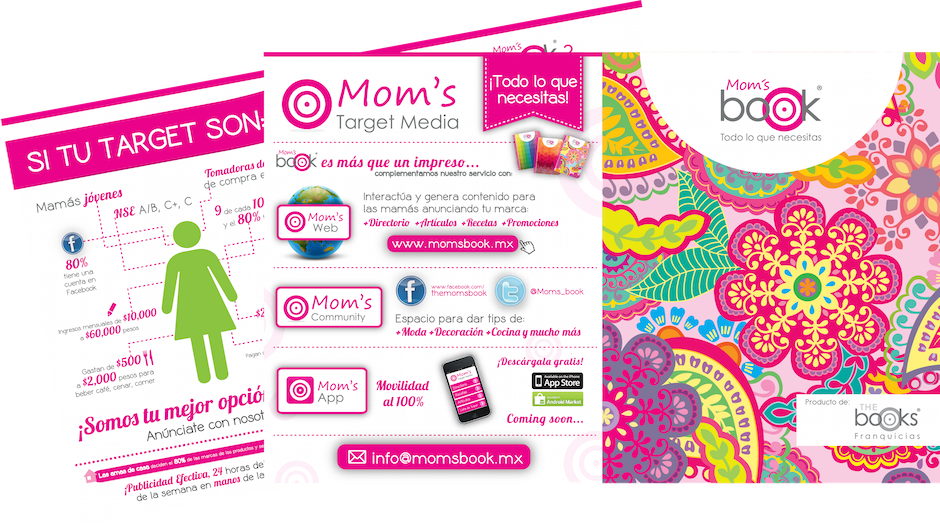 Mom's
SI TU TARGET SON:
Mamás jóvenes
NSE A/B, C+, C
Tomadoras d
de compra e
9 de cada 10
y el 80%
80%
tiene una
cuenta en
Facebook
Ingresos mensuales de $10,000
a $60,000 pesos
Gastan de $500
a $2,000 pesos para
beber café, cenar, comer
¡Somos tu mejor opció
Anúnciate con nosot
Las amas de casa deciden el 80% de las marcas de los productos y se
¡Publicidad Efectiva, 24 horas de
de la semana en manos de la
Mom's
Target Media
¡Todo lo que
necesitas!
Mom's
book es más que un impreso...
complementamos nuestro servicio con:
Mom's
Web
Interactúa y genera contenido para
las mamás anunciando tu marca:
+Directorio +Artículos +Recetas +Promociones
www.momsbook.mx
Mom's
Community
www.facebook.com/
themomsbook
@Moms_book
Espacio para dar tips de:
+Moda +Decoración +Cocina y mucho más
Mom's
App
Movilidad
al 100%
¡Descárgala gratis!
Available on the iPhone
App Store
Android Market
Coming soon...
info@momsbook.mx
Mom's
book®
Todo lo que necesitas
Producto de:
THE
books®
Franquicias